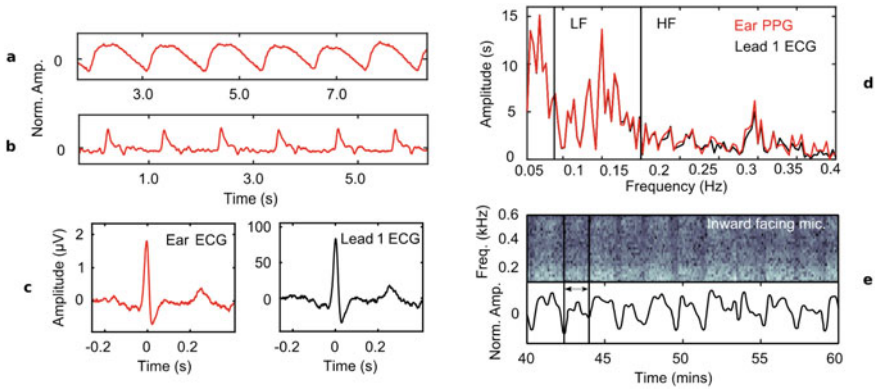 a
Norm. Amp.
0
3.0 5.0 7.0
b
0
1.0 3.0 5.0
Time (s)
c
Amplitude (μV)
2
1
0
Ear ECG
-0.2 0 0.2
Time (s)
100
50
0
Lead 1 ECG
-0.2 0 0.2
Time (s)
d
Amplitude (s)
15
10
5
0
LF HF
Ear PPG
Lead 1 ECG
0.05 0.1 0.15 0.2 0.25 0.3 0.35 0.4
Frequency (Hz)
e
Freq. (kHz)
0.6
0.4
0.2
Inward facing mic.
Norm. Amp.
0
40 45 50 55 60
Time (mins)